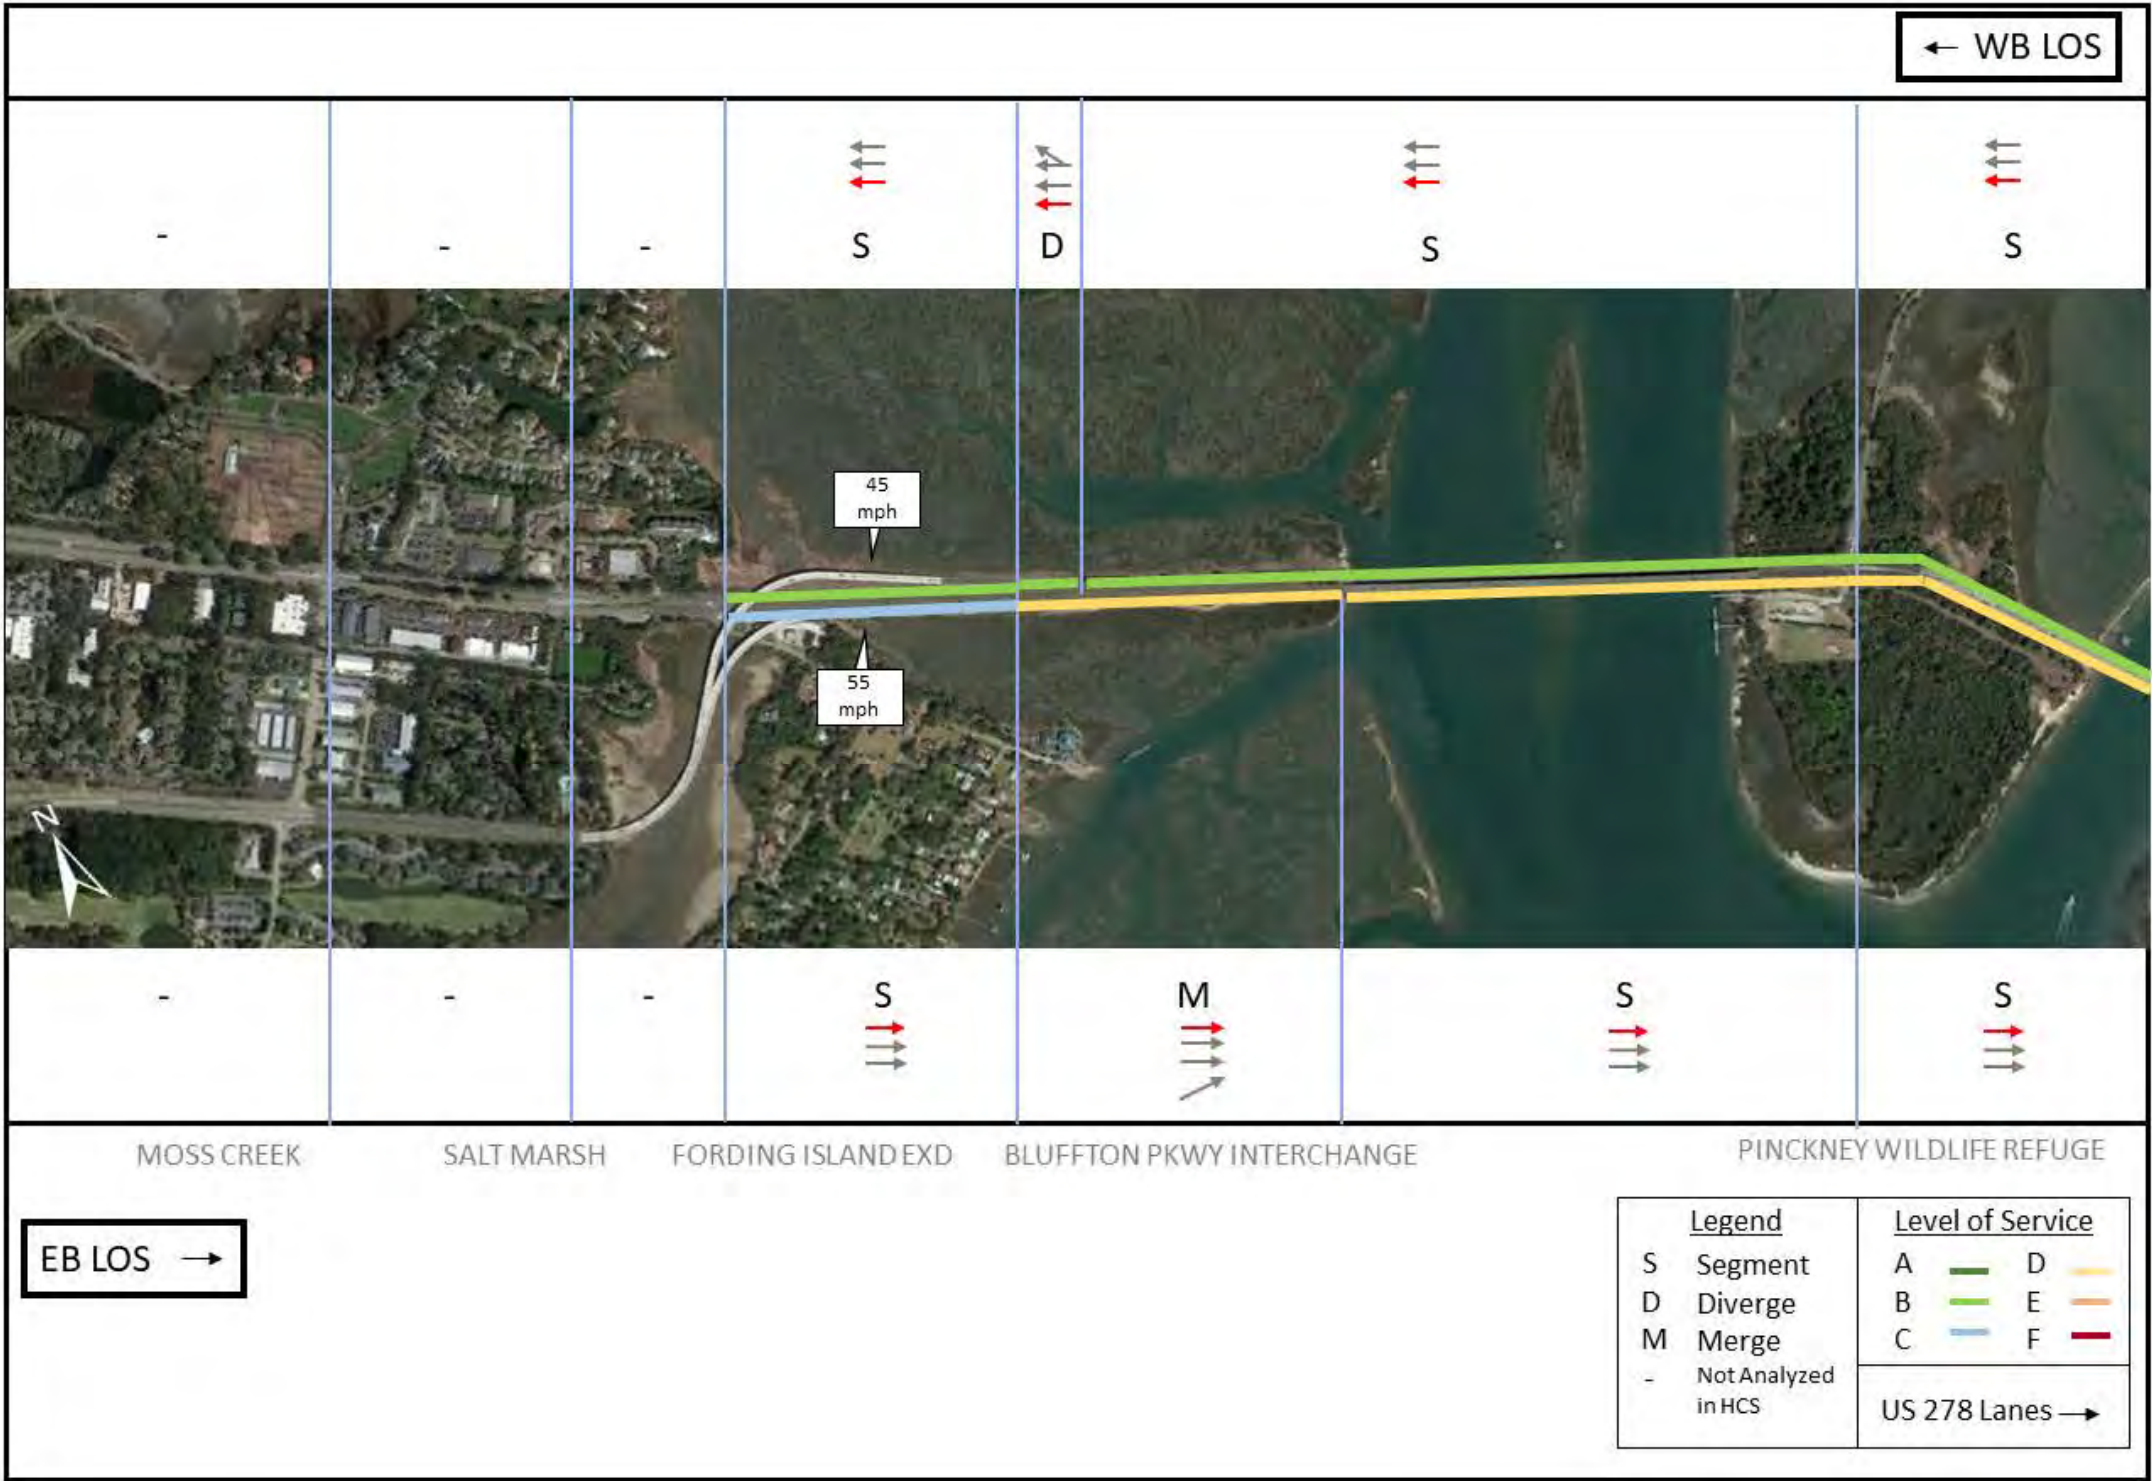 ← WB LOS
- - - S D S S
45
mph
55
mph
N
- - - S M S S
MOSS CREEK SALT MARSH FORDING ISLAND EXD BLUFFTON PKWY INTERCHANGE PINCKNEY WILDLIFE REFUGE
EB LOS →
Legend
S Segment
D Diverge
M Merge
- Not Analyzed
in HCS
Level of Service
A D
B E
C F
US 278 Lanes →